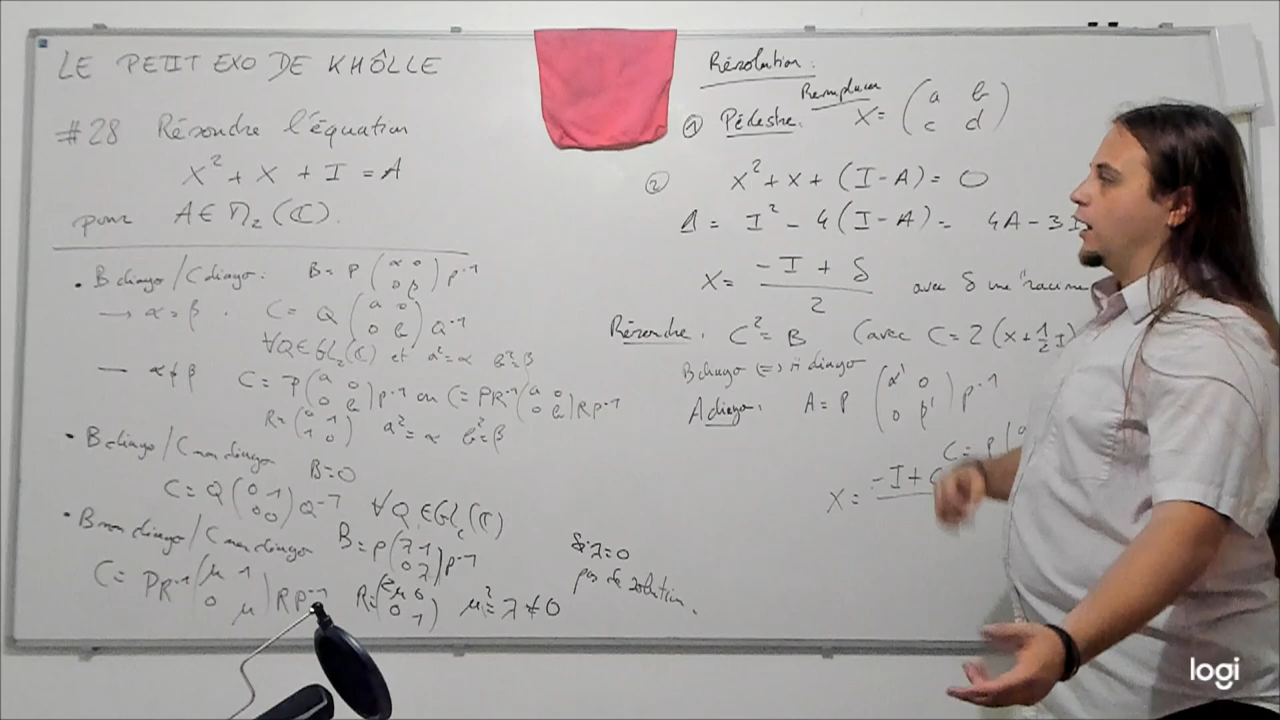 LE PETIT EXO DE KHÔLLE
#28 Résoudre l'équation
X² + X + I = A
pour A ∈ M₂(ℂ).
• B diago / C diago : B = P (α 0 ; 0 β) P⁻¹
→ α = β . C = Q (a 0 ; 0 b) Q⁻¹
∀Q ∈ GL₂(ℂ) et a² = α b² = β
— α ≠ β C = P (a 0 ; 0 b) P⁻¹ ou C = PR⁻¹ (a 0 ; 0 b) RP⁻¹
R = (0 1 ; 1 0) a² = α b² = β
• B diago / C non diago B = 0
C = Q (0 1 ; 0 0) Q⁻¹ ∀Q ∈ GL₂(ℂ)
• B non diago / C non diago B = P (λ 1 ; 0 λ) P⁻¹
C = PR⁻¹ (μ 1 ; 0 μ) RP⁻¹ R = (2μ 0 ; 0 1) μ² = λ ≠ 0
Si λ = 0
pas de solution.
Résolution :
① Pédestre. Remplacer X = (a b ; c d)
② X² + X + (I - A) = 0
Δ = I² - 4(I - A) = 4A - 3I
X = (-I + δ) / 2 avec δ une "racine
Résoudre. C² = B (avec C = 2(X + ½ I)
B diago ⟺ A diago
A diago. A = P (α' 0 ; 0 β') P⁻¹
C = P (a
X = -I + C
logi